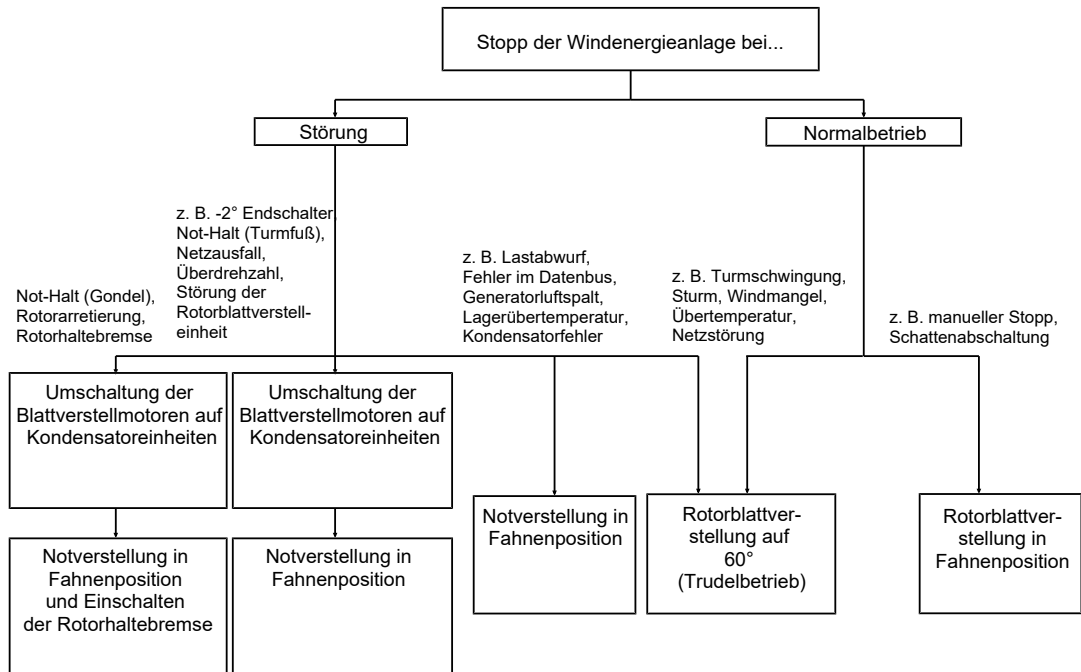 Stopp der Windenergieanlage bei...
Störung
Normalbetrieb
Not-Halt (Gondel),
Rotorarretierung,
Rotorhaltebremse
z. B. -2° Endschalter,
Not-Halt (Turmfuß),
Netzausfall,
Überdrehzahl,
Störung der
Rotorblattverstell-
einheit
z. B. Lastabwurf,
Fehler im Datenbus,
Generatorluftspalt,
Lagerübertemperatur,
Kondensatorfehler
z. B. Turmschwingung,
Sturm, Windmangel,
Übertemperatur,
Netzstörung
z. B. manueller Stopp,
Schattenabschaltung
Umschaltung der
Blattverstellmotoren auf
Kondensatoreinheiten
Umschaltung der
Blattverstellmotoren auf
Kondensatoreinheiten
Notverstellung in
Fahnenposition
Rotorblattver-
stellung auf
60°
(Trudelbetrieb)
Rotorblattver-
stellung in
Fahnenposition
Notverstellung in
Fahnenposition
und Einschalten
der Rotorhaltebremse
Notverstellung in
Fahnenposition